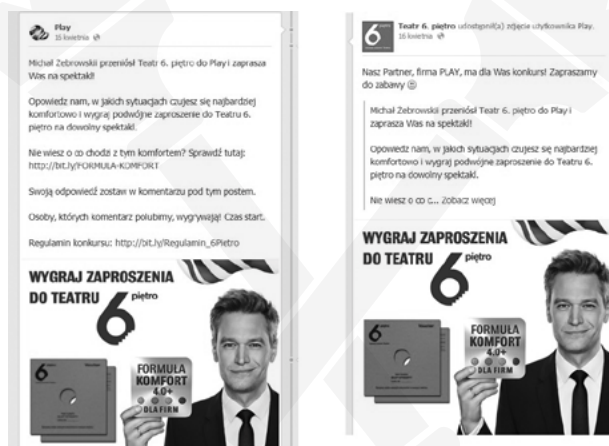 Play
15 kwietnia
Michał Żebrowski przeniósł Teatr 6. piętro do Play i zaprasza
Was na spektakl!
Opowiedz nam, w jakich sytuacjach czujesz się najbardziej
komfortowo i wygraj podwójne zaproszenie do Teatru 6.
piętro na dowolny spektakl.
Nie wiesz o co chodzi z tym komfortem? Sprawdź tutaj:
http://bit.ly/FORMULA-KOMFORT
Swoją odpowiedź zostaw w komentarzu pod tym postem.
Osoby, których komentarz polubimy, wygrywają! Czas start.
Regulamin konkursu: http://bit.ly/Regulamin_6Pietro
WYGRAJ ZAPROSZENIA
DO TEATRU 6 piętro
6
FORMUŁA
KOMFORT
4.0+
DLA FIRM
6
Teatr 6. piętro udostępnił(a) zdjęcie użytkownika Play.
16 kwietnia
Nasz Partner, firma PLAY, ma dla Was konkurs! Zapraszamy
do zabawy
Michał Żebrowski przeniósł Teatr 6. piętro do Play i
zaprasza Was na spektakl!
Opowiedz nam, w jakich sytuacjach czujesz się najbardziej
komfortowo i wygraj podwójne zaproszenie do Teatru 6.
piętro na dowolny spektakl.
Nie wiesz o co c... Zobacz więcej
WYGRAJ ZAPROSZENIA
DO TEATRU 6 piętro
6
FORMUŁA
KOMFORT
4.0+
DLA FIRM